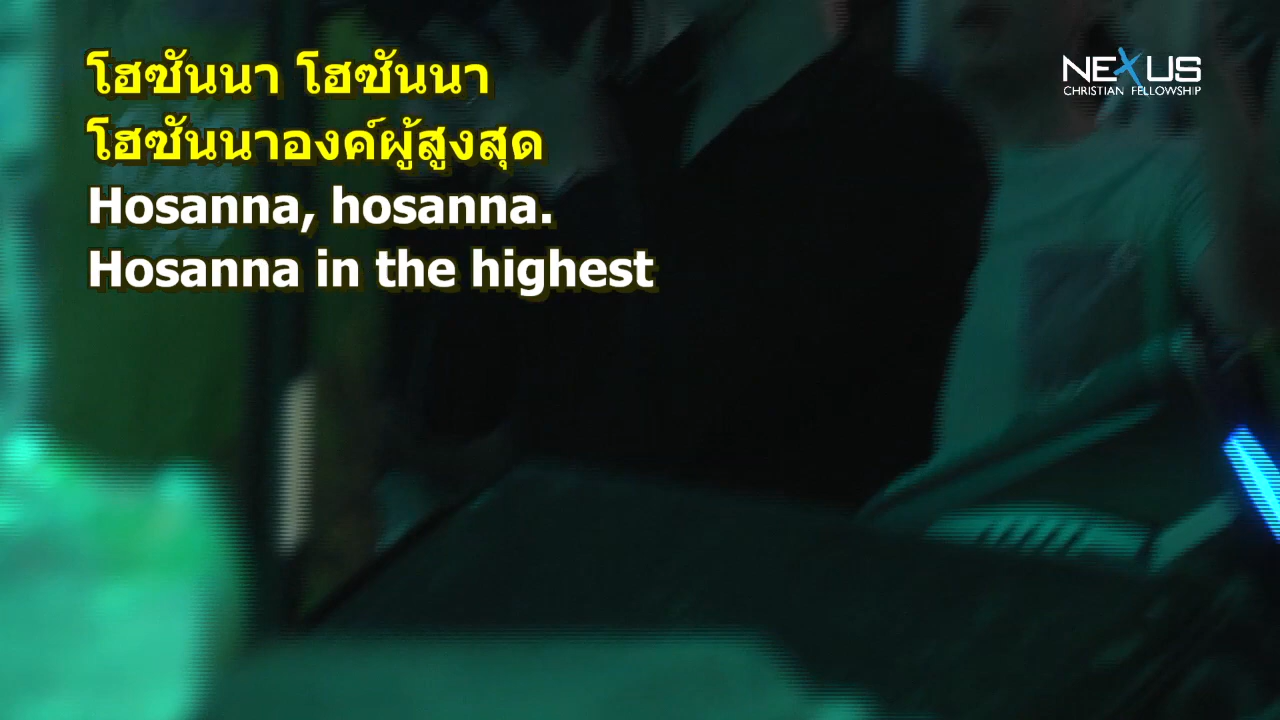 โฮซันนา โฮซันนา
โฮซันนาองค์ผู้สูงสุด
Hosanna, hosanna.
Hosanna in the highest
NEXUS
CHRISTIAN FELLOWSHIP